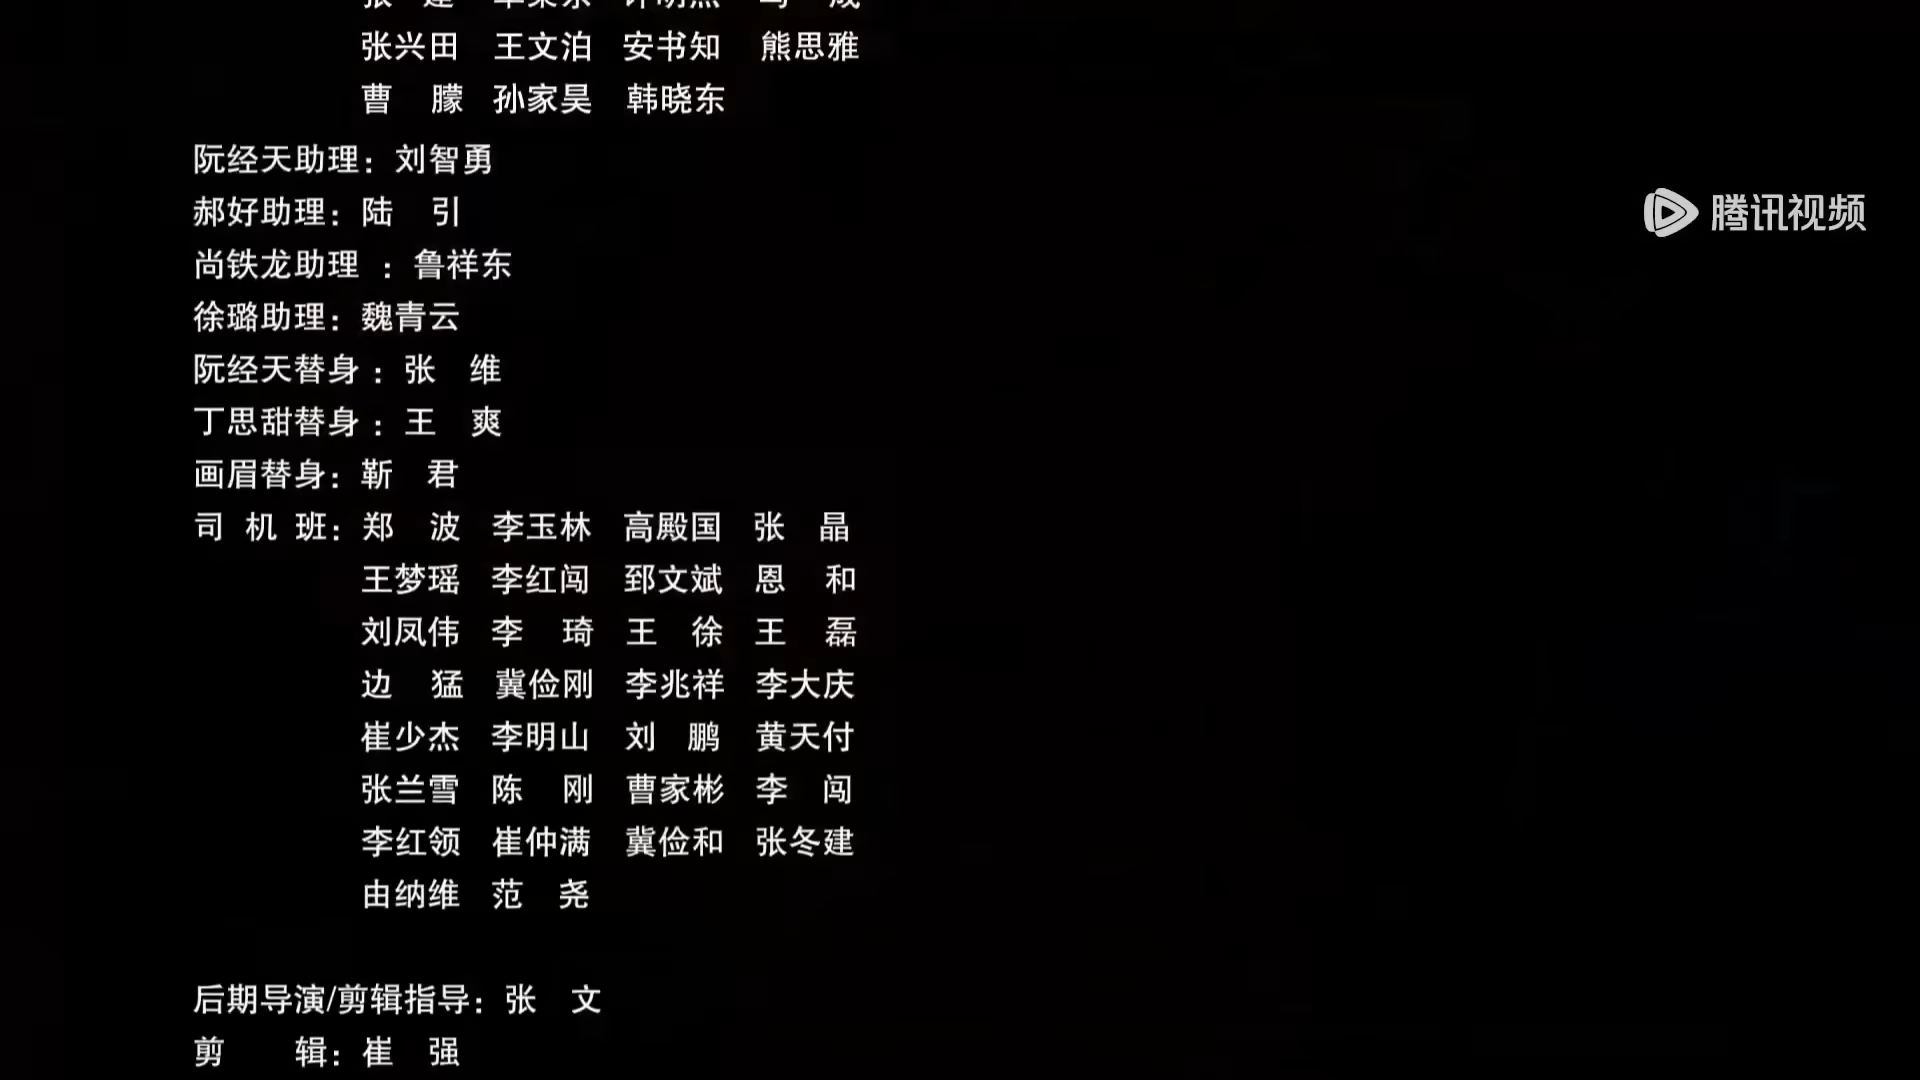 张兴田 王文泊 安书知 熊思雅
曹 朦 孙家昊 韩晓东
阮经天助理：刘智勇
郝好助理：陆 引
腾讯视频
尚铁龙助理：鲁祥东
徐璐助理：魏青云
阮经天替身：张 维
丁思甜替身：王 爽
画眉替身：靳 君
司 机 班：郑 波 李玉林 高殿国 张 晶
王梦瑶 李红闯 郅文斌 恩 和
刘凤伟 李 琦 王 徐 王 磊
边 猛 冀俭刚 李兆祥 李大庆
崔少杰 李明山 刘 鹏 黄天付
张兰雪 陈 刚 曹家彬 李 闯
李红领 崔仲满 冀俭和 张冬建
由纳维 范 尧
后期导演/剪辑指导：张 文
剪 辑：崔 强